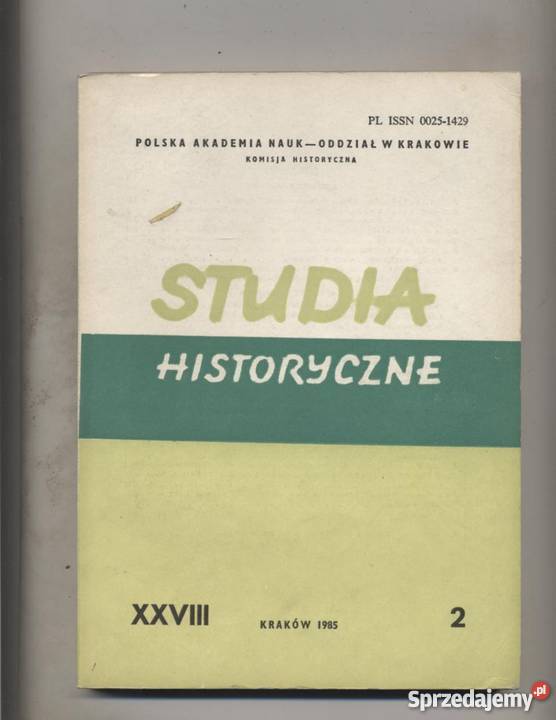 PL ISSN 0025-1429
POLSKA AKADEMIA NAUK—ODDZIAŁ W KRAKOWIE
KOMISJA HISTORYCZNA
STUDIA
HISTORYCZNE
XXVIII KRAKÓW 1985 2
Sprzedajemy.pl